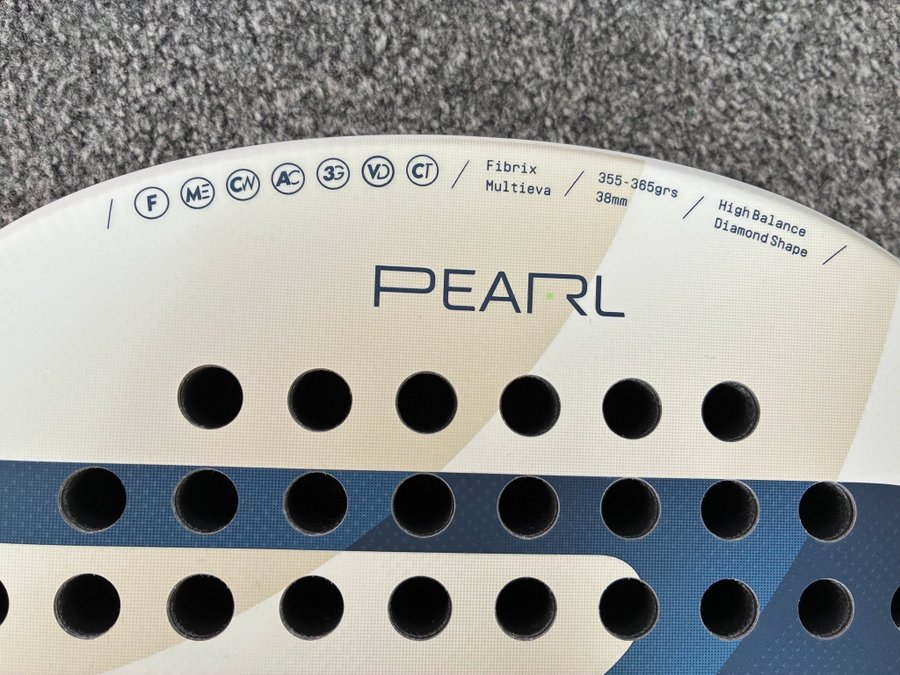 / F ME CW AC 3G VD CT / Fibrix
Multieva / 355-365grs
38mm / High Balance
Diamond Shape /
PEARL